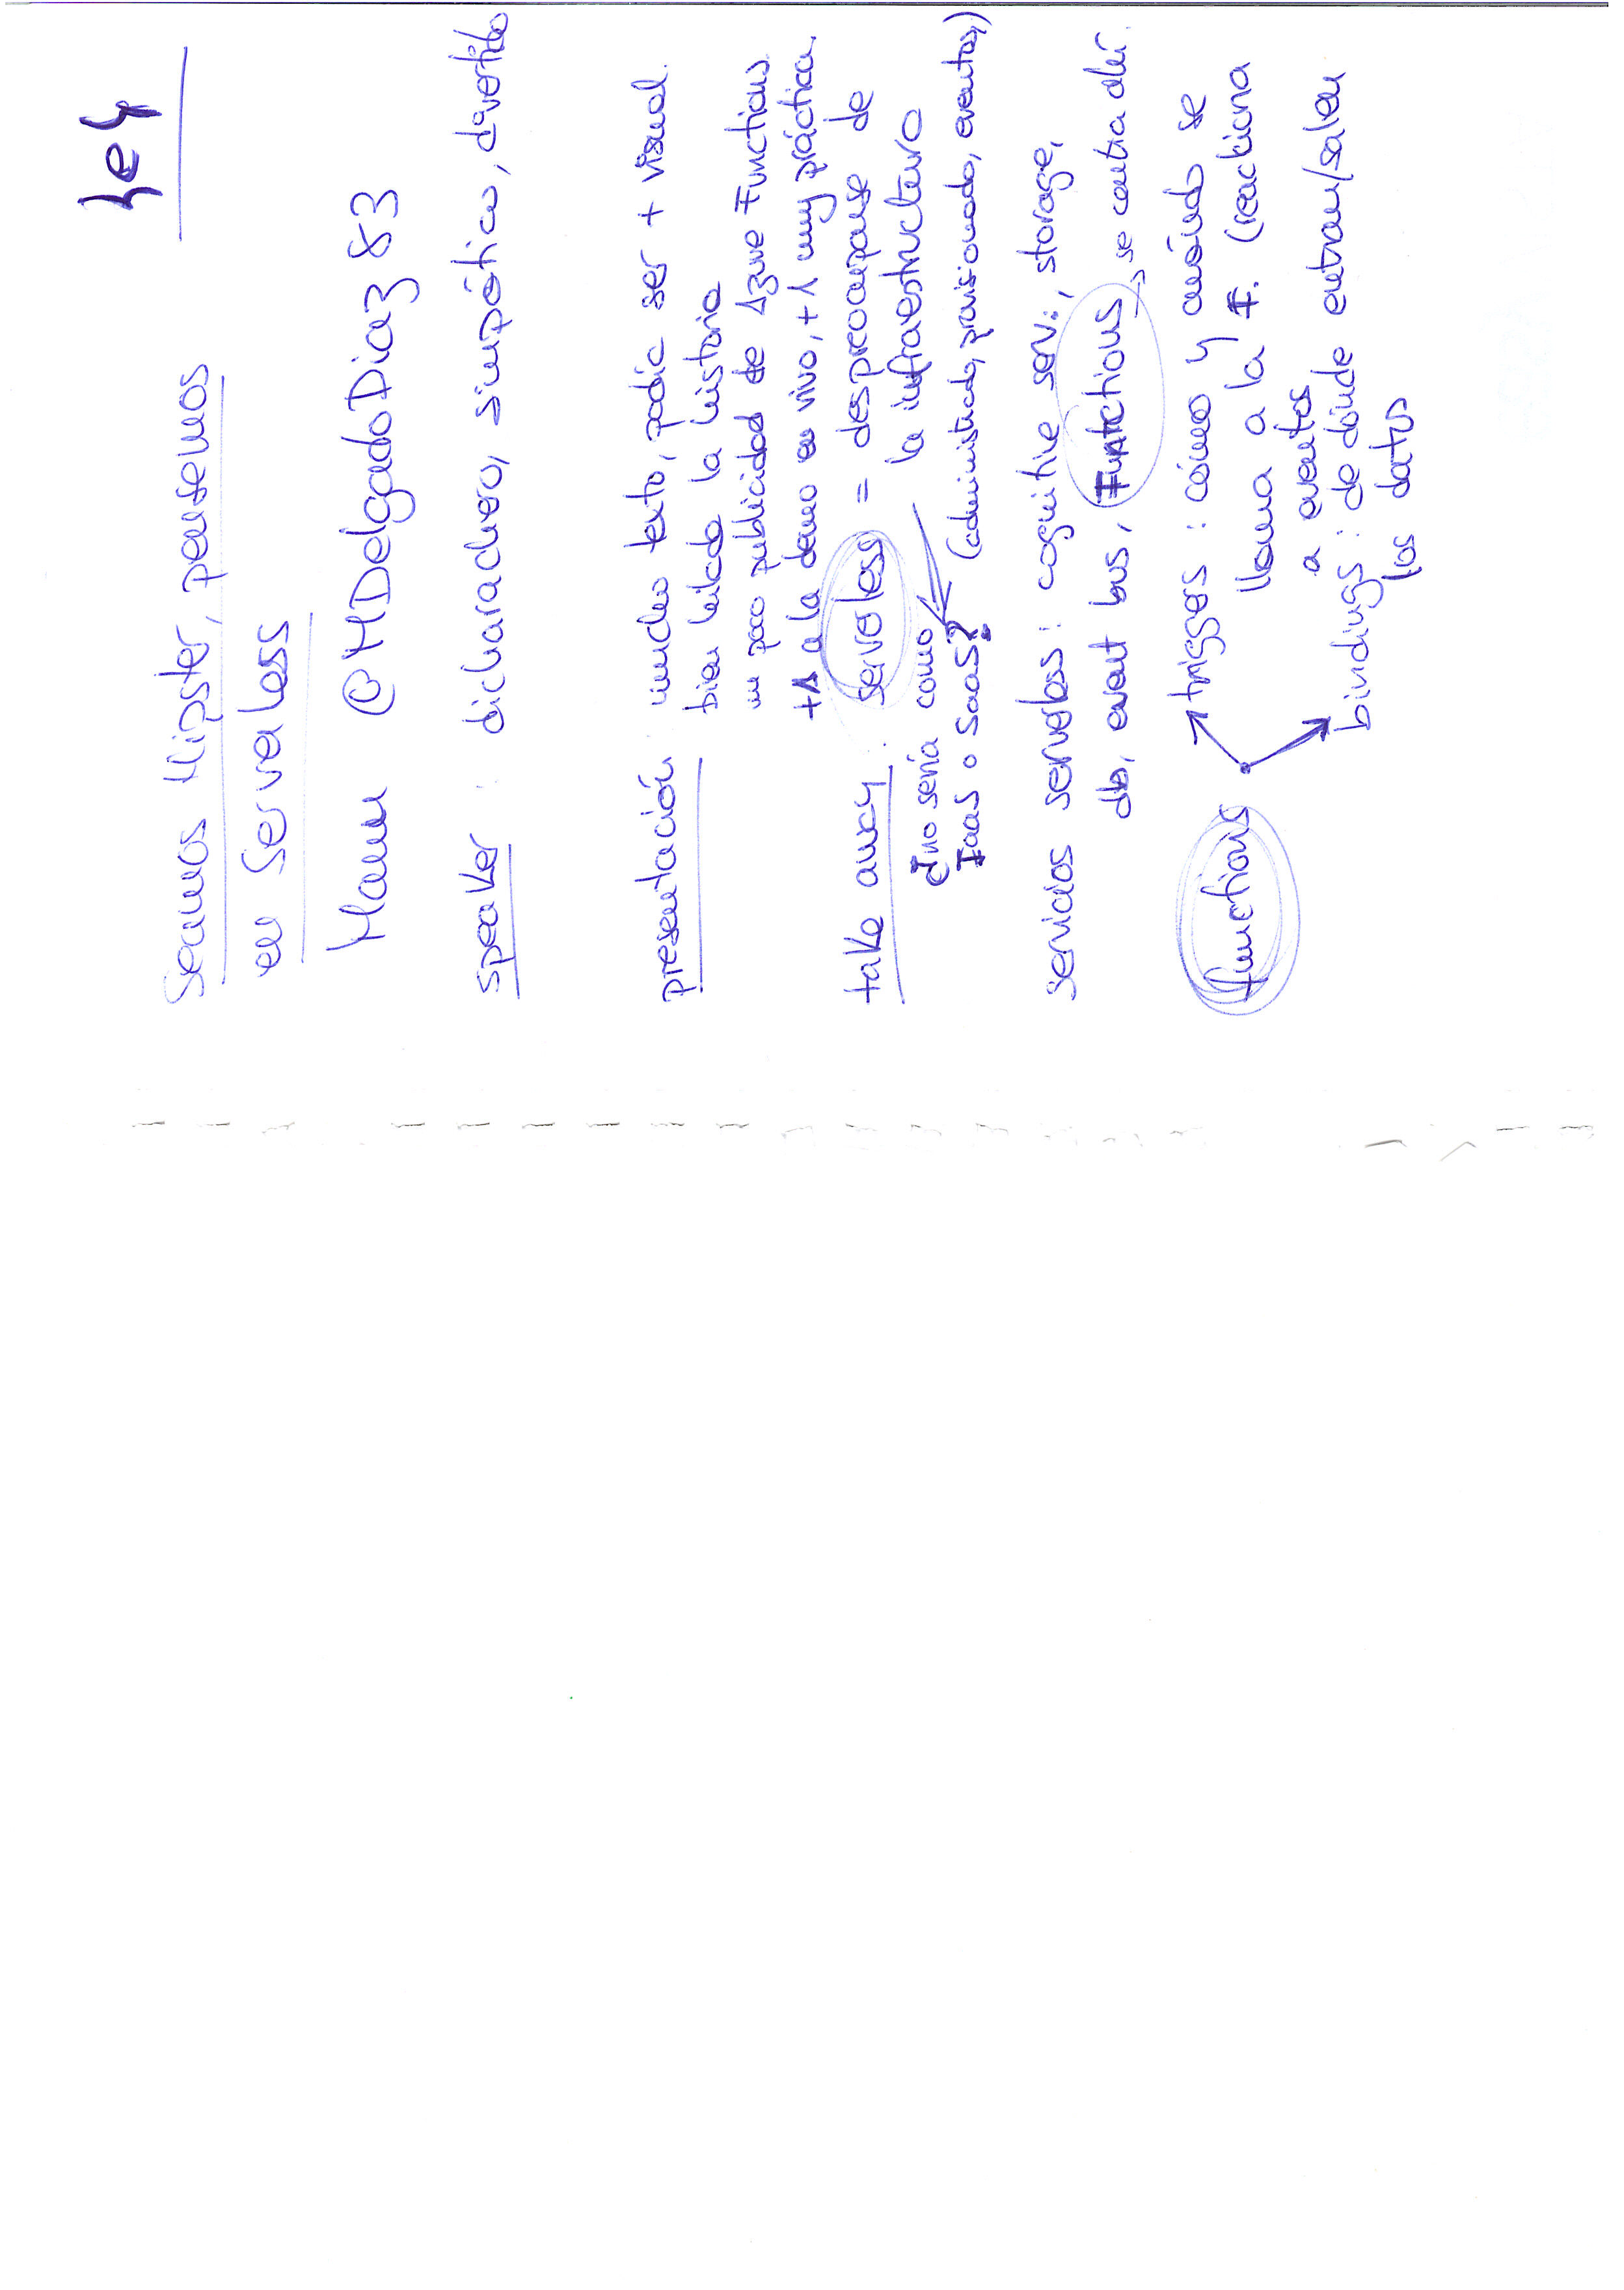 Seamos Hipster, pensemos
en Serverless
Manu @MDelgadoDiaz83
speaker : dicharachero, simpático, divertido
presentación : mucho texto, podía ser + visual.
bien hilada la historia
un poco publicidad de Azure Functions
+1 a la demo en vivo, +1 muy práctica.
take away : serverless = despreocuparse de
la infraestructura
¿no sería como
IaaS o SaaS? (administrado, provisionado, eventos,)
servicios serverless : cognitive serv., storage,
db, event bus, Functions → se centra ahí.
functions
triggers : cómo y cuándo se
llama a la F. (reacciona
a eventos
bindings : de dónde entran/salen
los datos